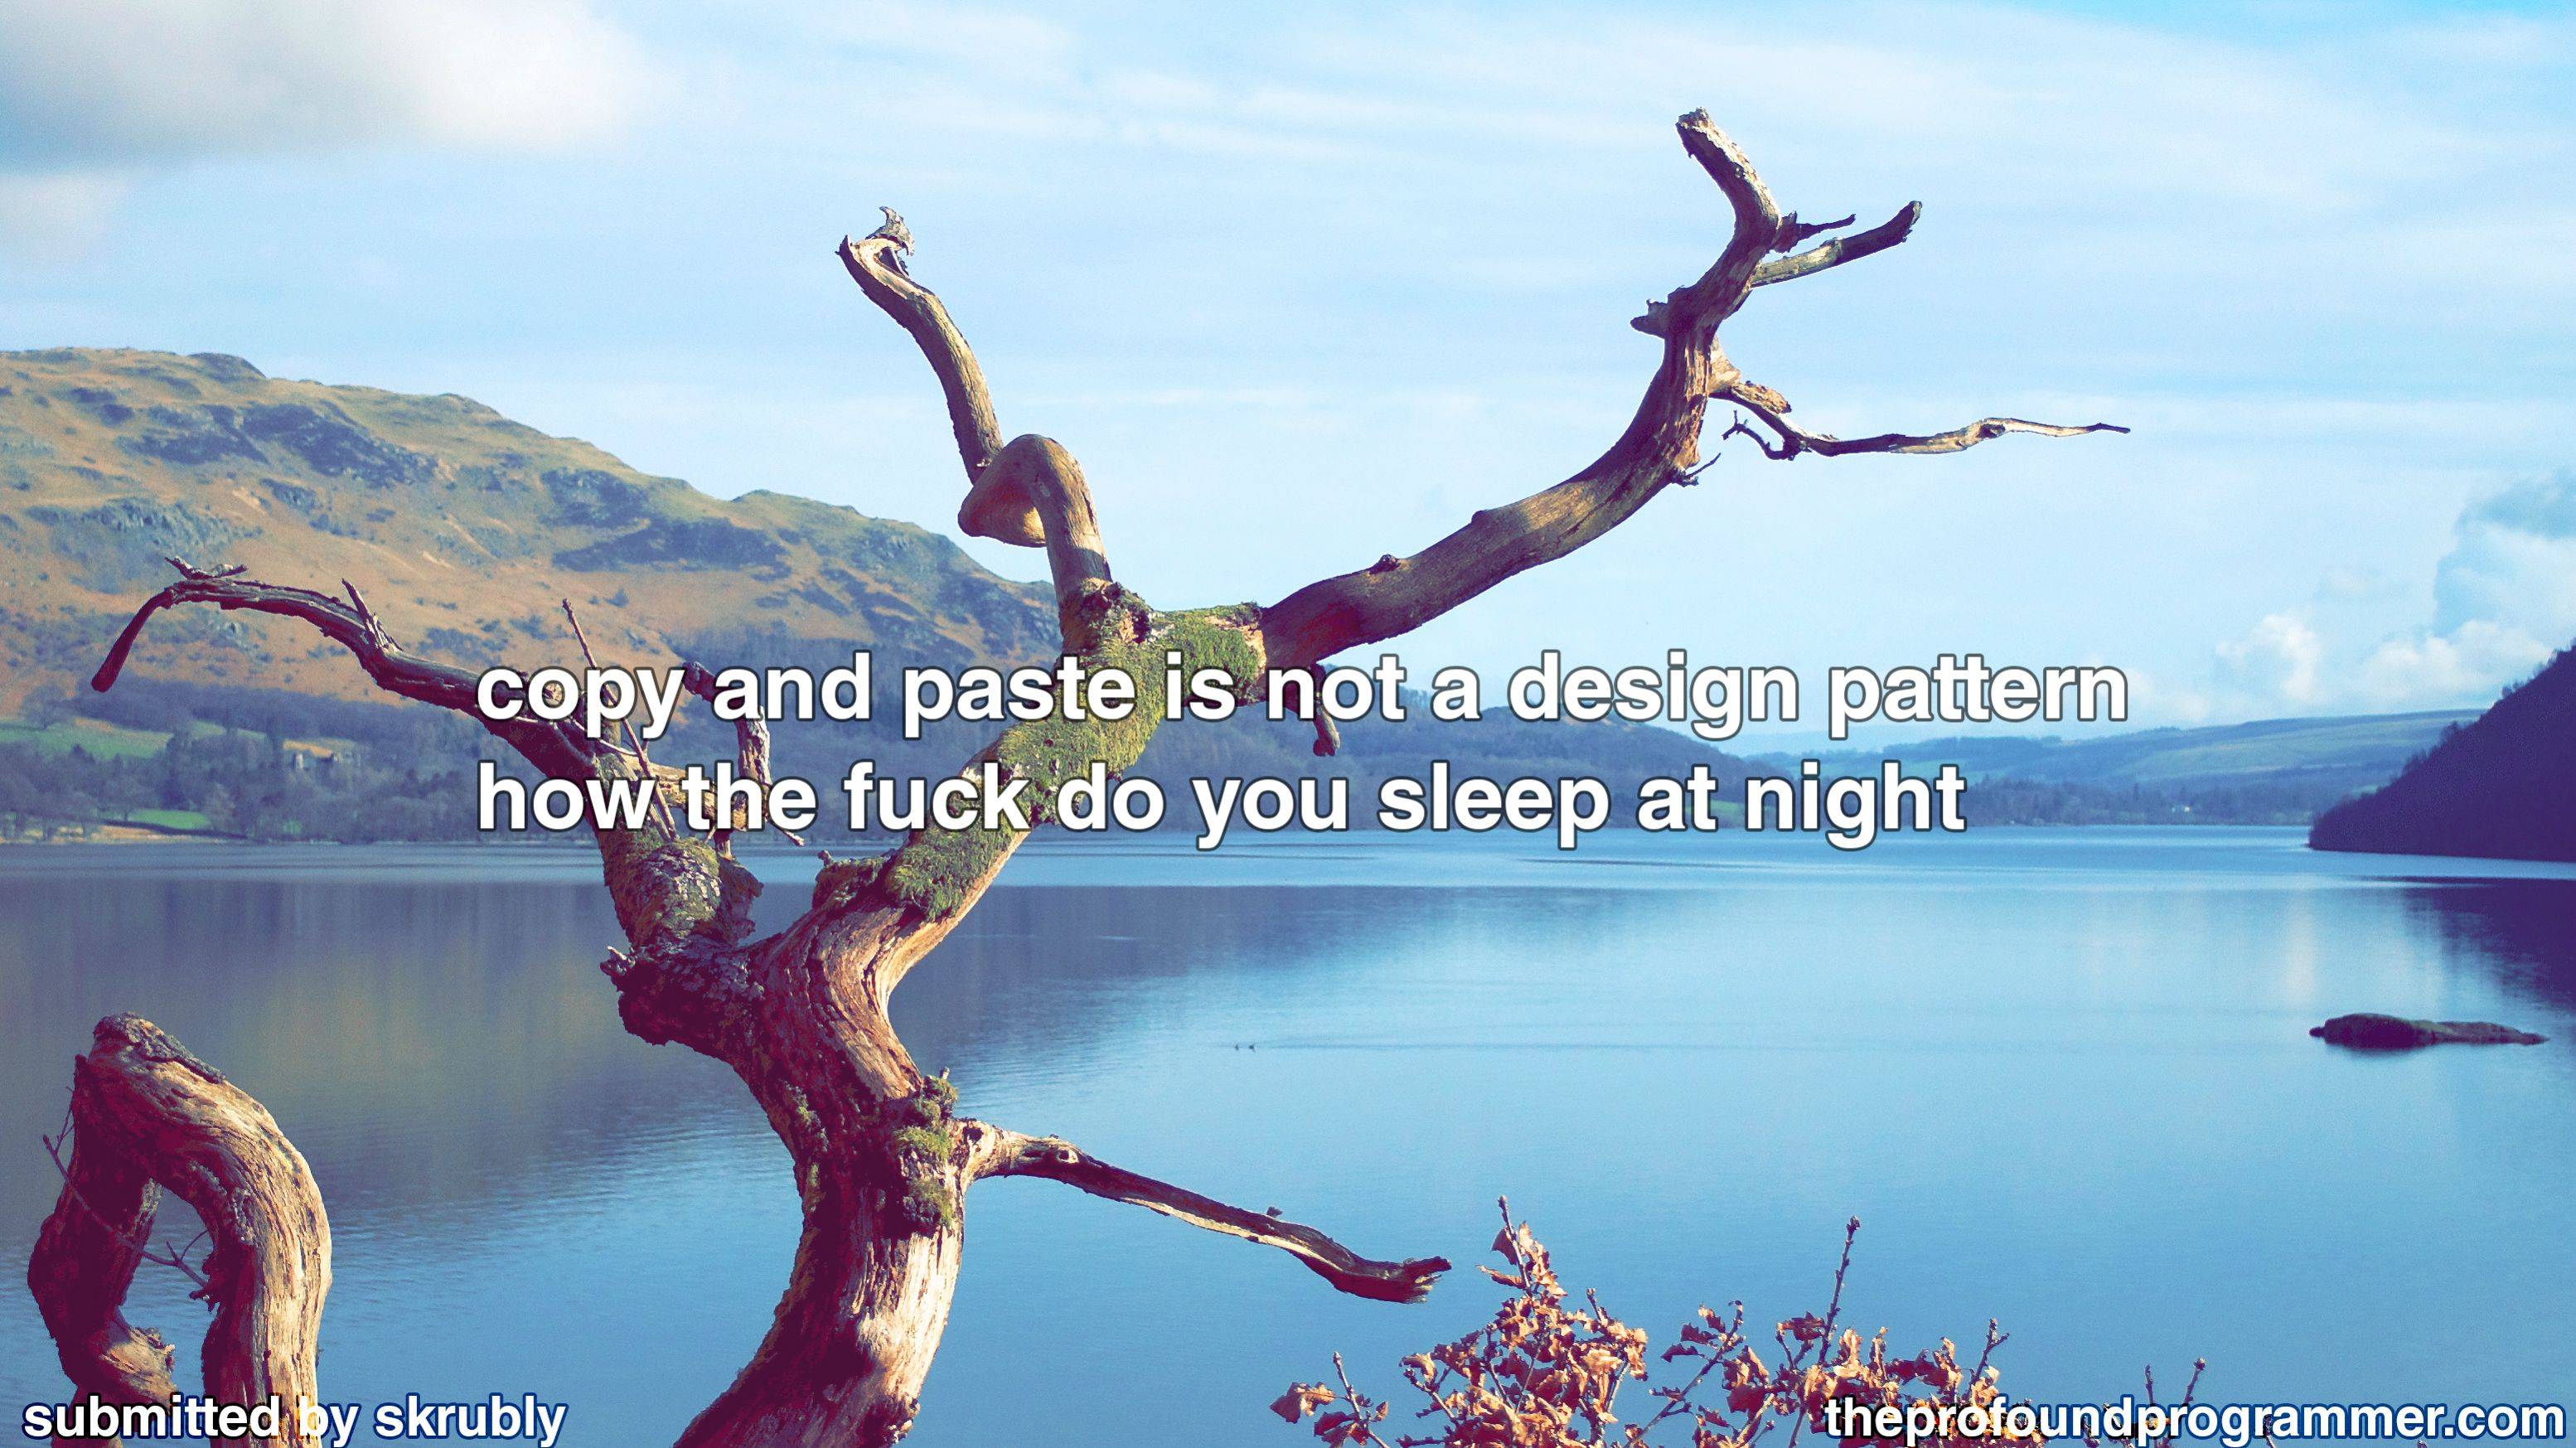 copy and paste is not a design pattern
how the fuck do you sleep at night
submitted by skrubly
theprofoundprogrammer.com